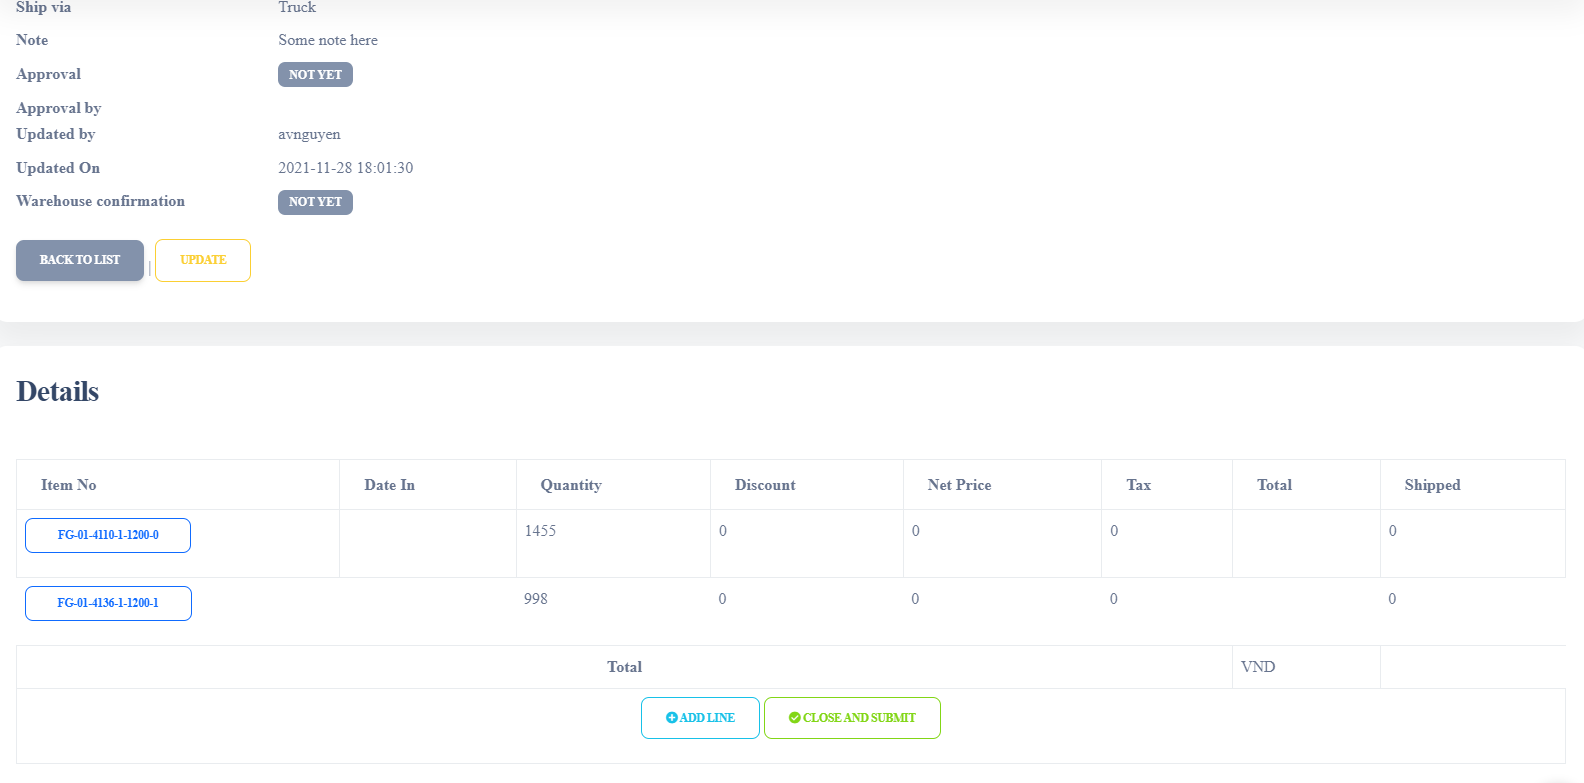 Ship via Truck
Note Some note here
Approval NOT YET
Approval by
Updated by avnguyen
Updated On 2021-11-28 18:01:30
Warehouse confirmation NOT YET
BACK TO LIST | UPDATE
Details
Item No Date In Quantity Discount Net Price Tax Total Shipped
FG-01-4110-1-1200-0 1455 0 0 0 0
FG-01-4136-1-1200-1 998 0 0 0 0
Total VND
ADD LINE CLOSE AND SUBMIT